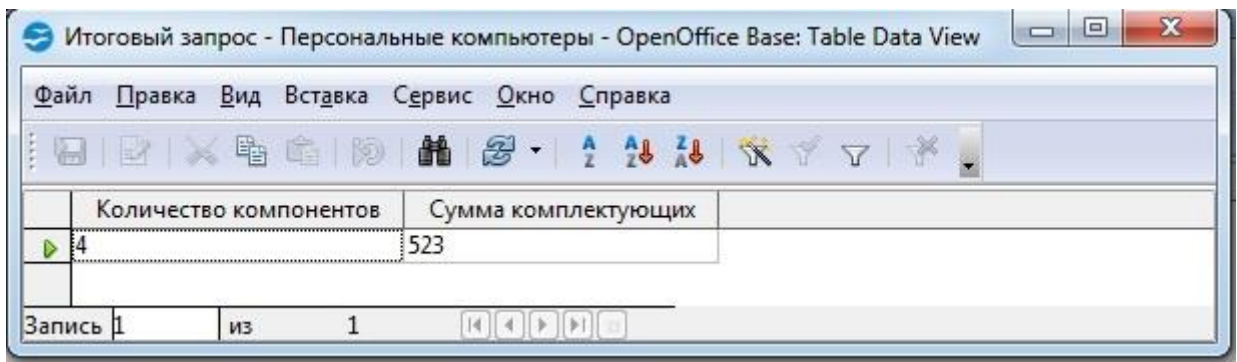 Итоговый запрос - Персональные компьютеры - OpenOffice Base: Table Data View
Файл Правка Вид Вставка Сервис Окно Справка
Количество компонентов Сумма комплектующих
4 523
Запись 1 из 1